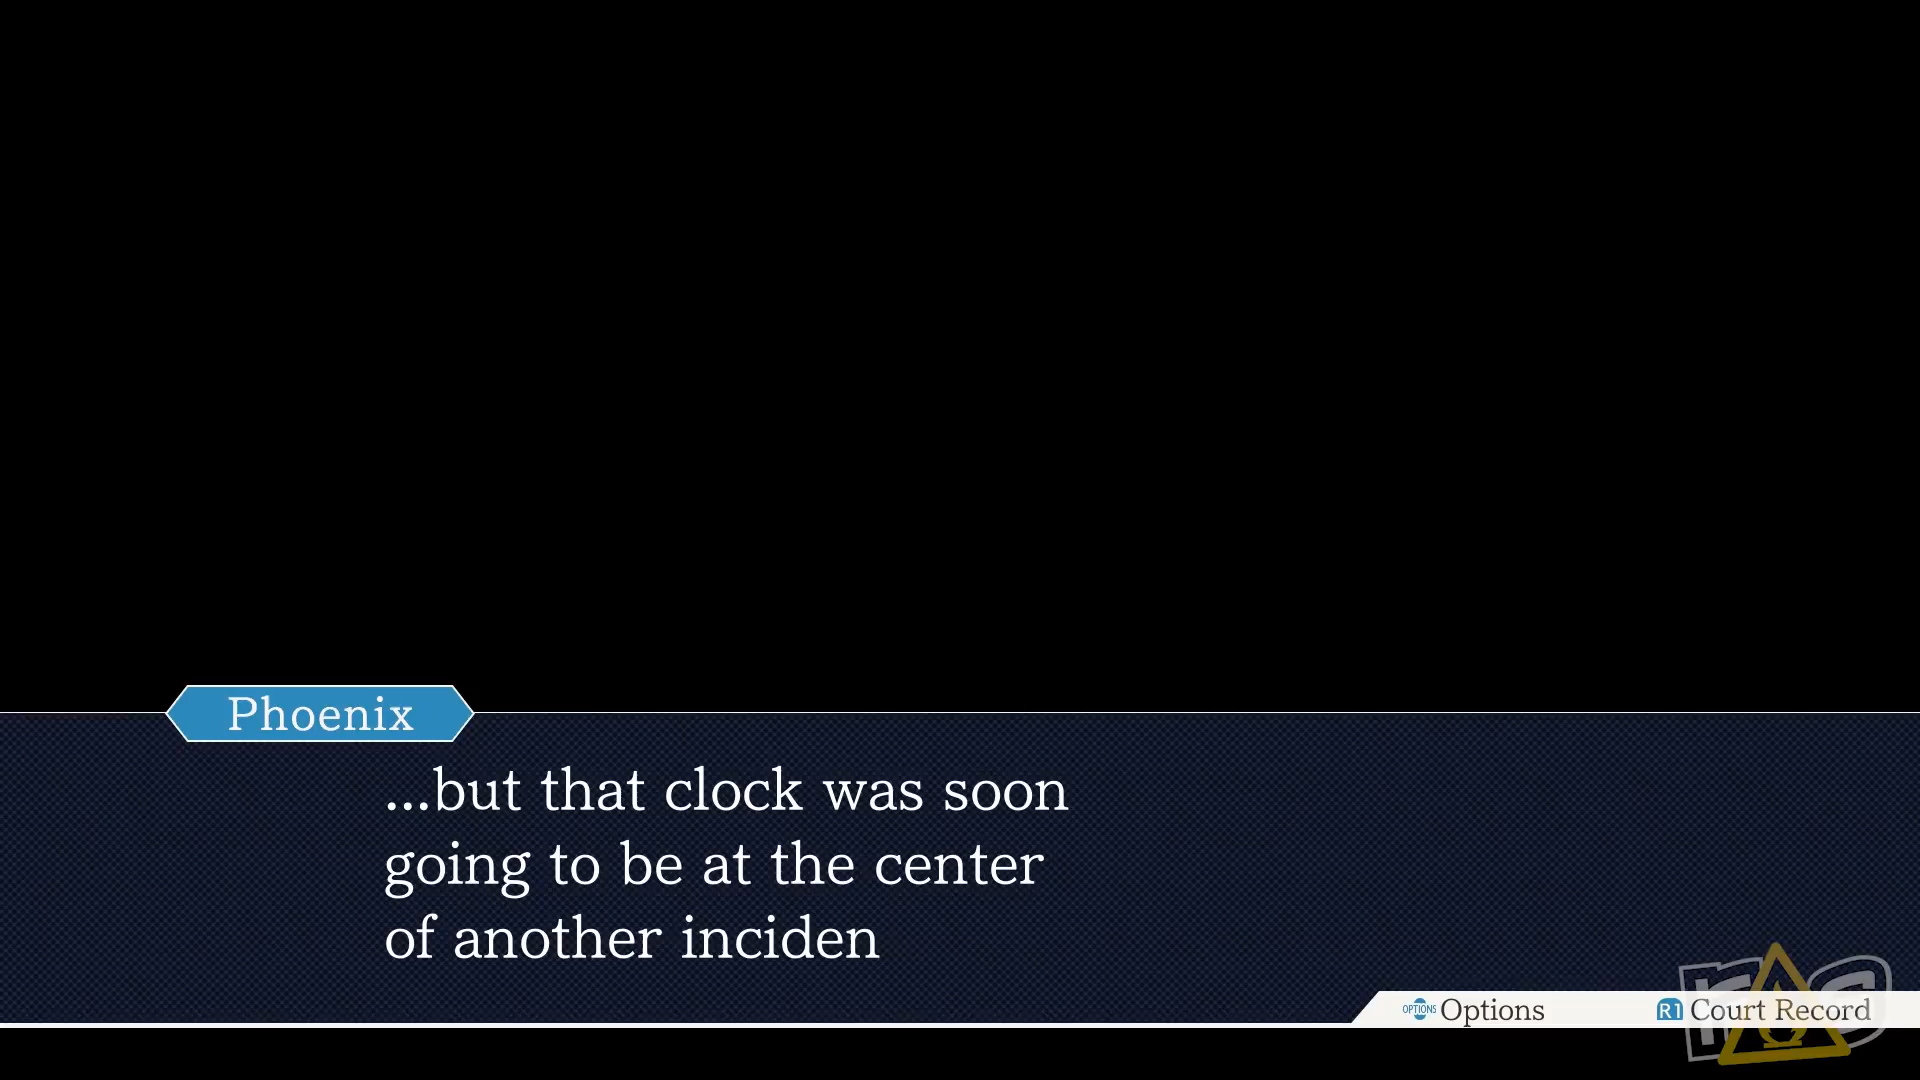 Phoenix
...but that clock was soon
going to be at the center
of another inciden
OPTIONS Options R1 Court Record
ras